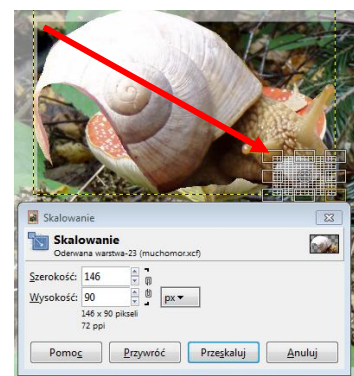 Skalowanie
Skalowanie
Oderwana warstwa-23 (muchomor.xcf)
Szerokość: 146
Wysokość: 90 px
146 x 90 pikseli
72 ppi
Pomoc Przywróć Przeskaluj Anuluj